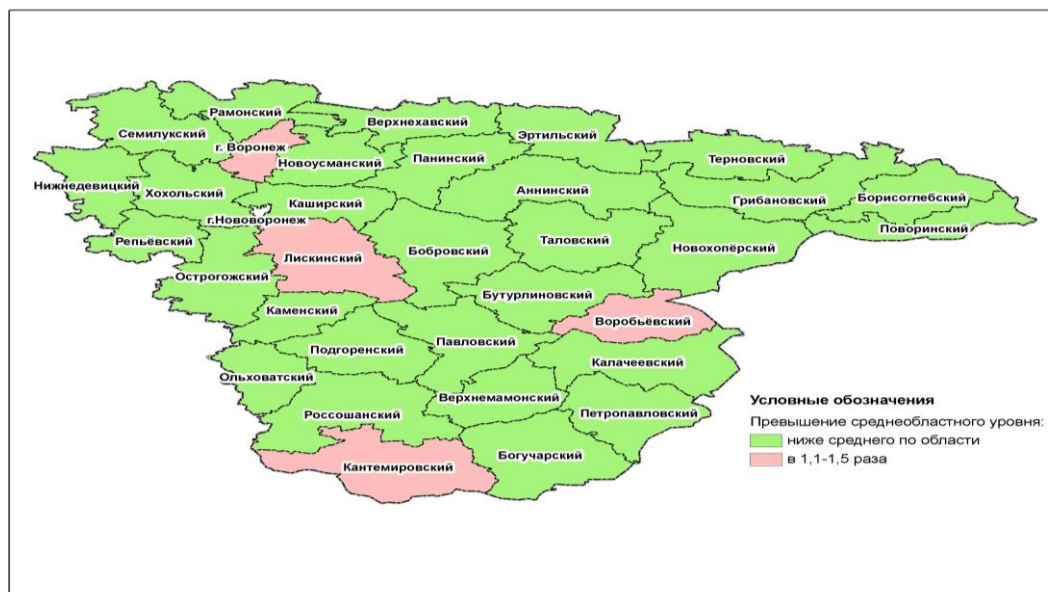 Рамонский
Верхнехавский
Семилукский
Эртильский
г. Воронеж
Новоусманский
Панинский
Терновский
Нижнедевицкий
Хохольский
Аннинский
Каширский
Грибановский
Борисоглебский
г.Нововоронеж
Поворинский
Репьёвский
Лискинский
Бобровский
Таловский
Новохопёрский
Острогожский
Бутурлиновский
Каменский
Воробьёвский
Подгоренский
Павловский
Калачеевский
Ольховатский
Верхнемамонский
Россошанский
Петропавловский
Богучарский
Кантемировский
Условные обозначения
Превышение среднеобластного уровня:
ниже среднего по области
в 1,1-1,5 раза